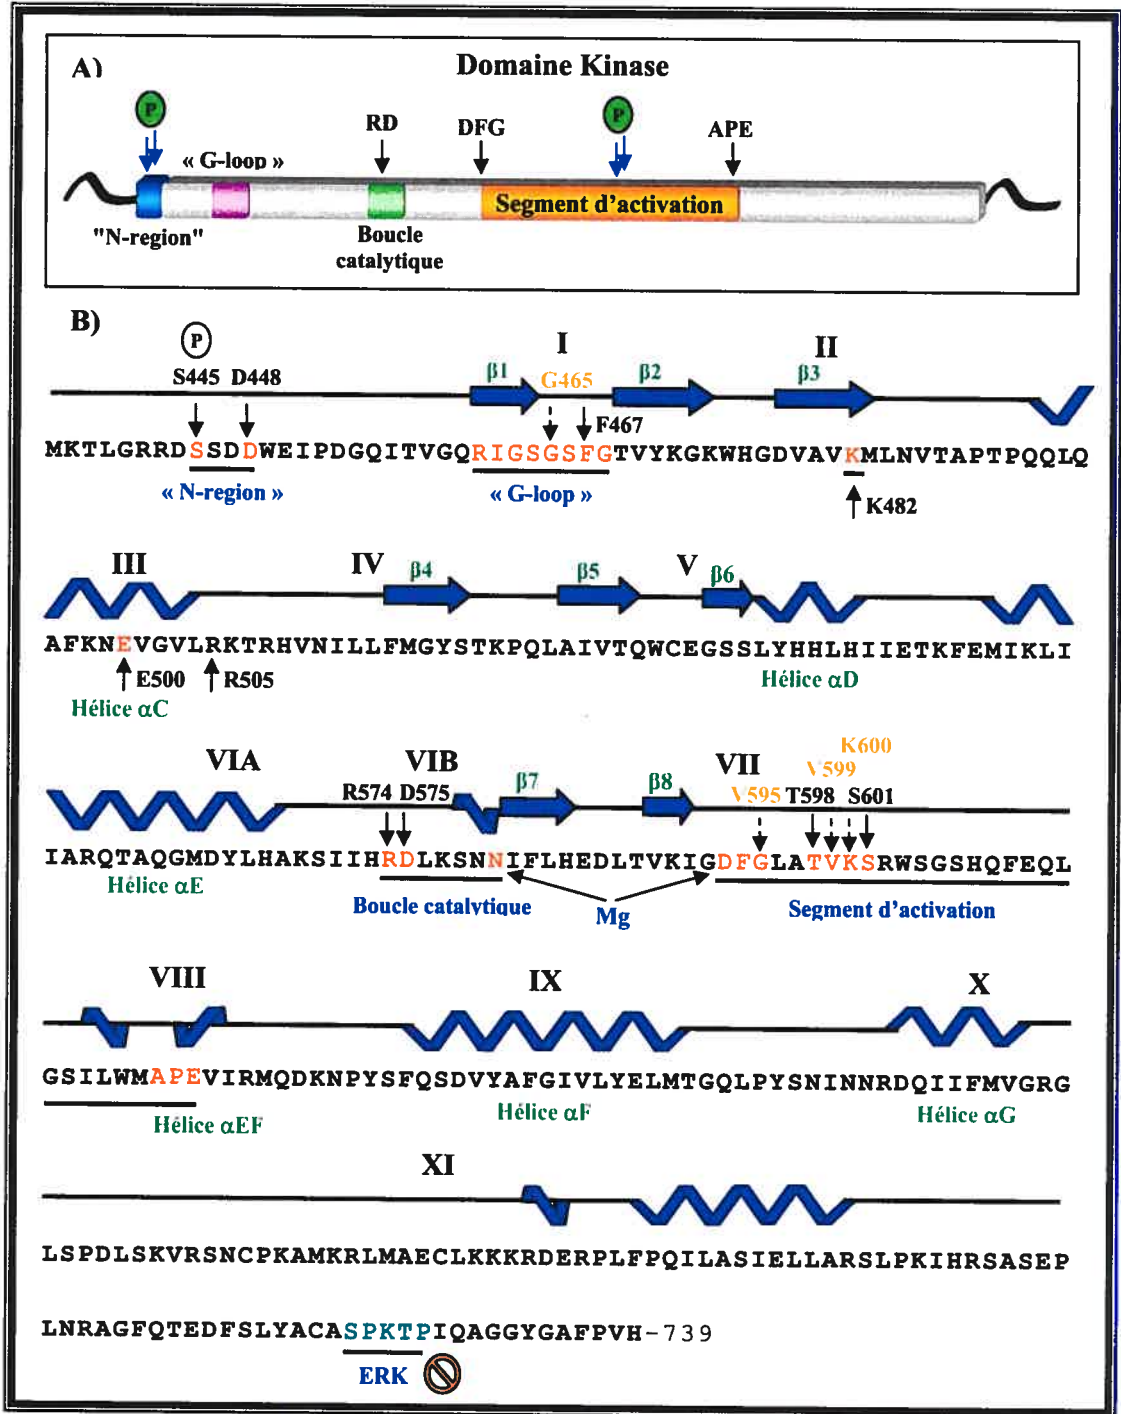 A)
Domaine Kinase
P
P
RD
DFG
APE
« G-loop »
Segment d'activation
"N-region"
Boucle
catalytique
B)
P
I
II
S445 D448
β1
G465
β2
β3
F467
MKTLGRRDSSDDWEIPDGQITVGQRIGSGSFGTVYKGKWHGDVAVKMLNVTAPTPQQLQ
« N-region »
« G-loop »
K482
III
IV
β4
β5
V
β6
AFKNEVGVLRKTRHVNILLFMGYSTKPQLAIVTQWCEGSSLYHHLHIIETKFEMIKLI
E500
R505
Hélice αC
Hélice αD
K600
VIA
VIB
VII
V599
R574 D575
β7
β8
V595 T598 S601
IARQTAQGMDYLHAKSIIHRDLKSNNIFLHEDLTVKIGDFGLATVKSRWSGSHQFEQL
Hélice αE
Boucle catalytique
Mg
Segment d'activation
VIII
IX
X
GSILWMAPEVIRMQDKNPYSFQSDVYAFGIVLYELMTGQLPYSNINNRDQIIFMVGRG
Hélice αEF
Hélice αF
Hélice αG
XI
LSPDLSKVRSNCPKAMKRLMAECLKKKRDERPLFPQILASIELLARSLPKIHRSASEP
LNRAGFQTEDFSLYACASPKTPIQAGGYGAFPVH-739
ERK